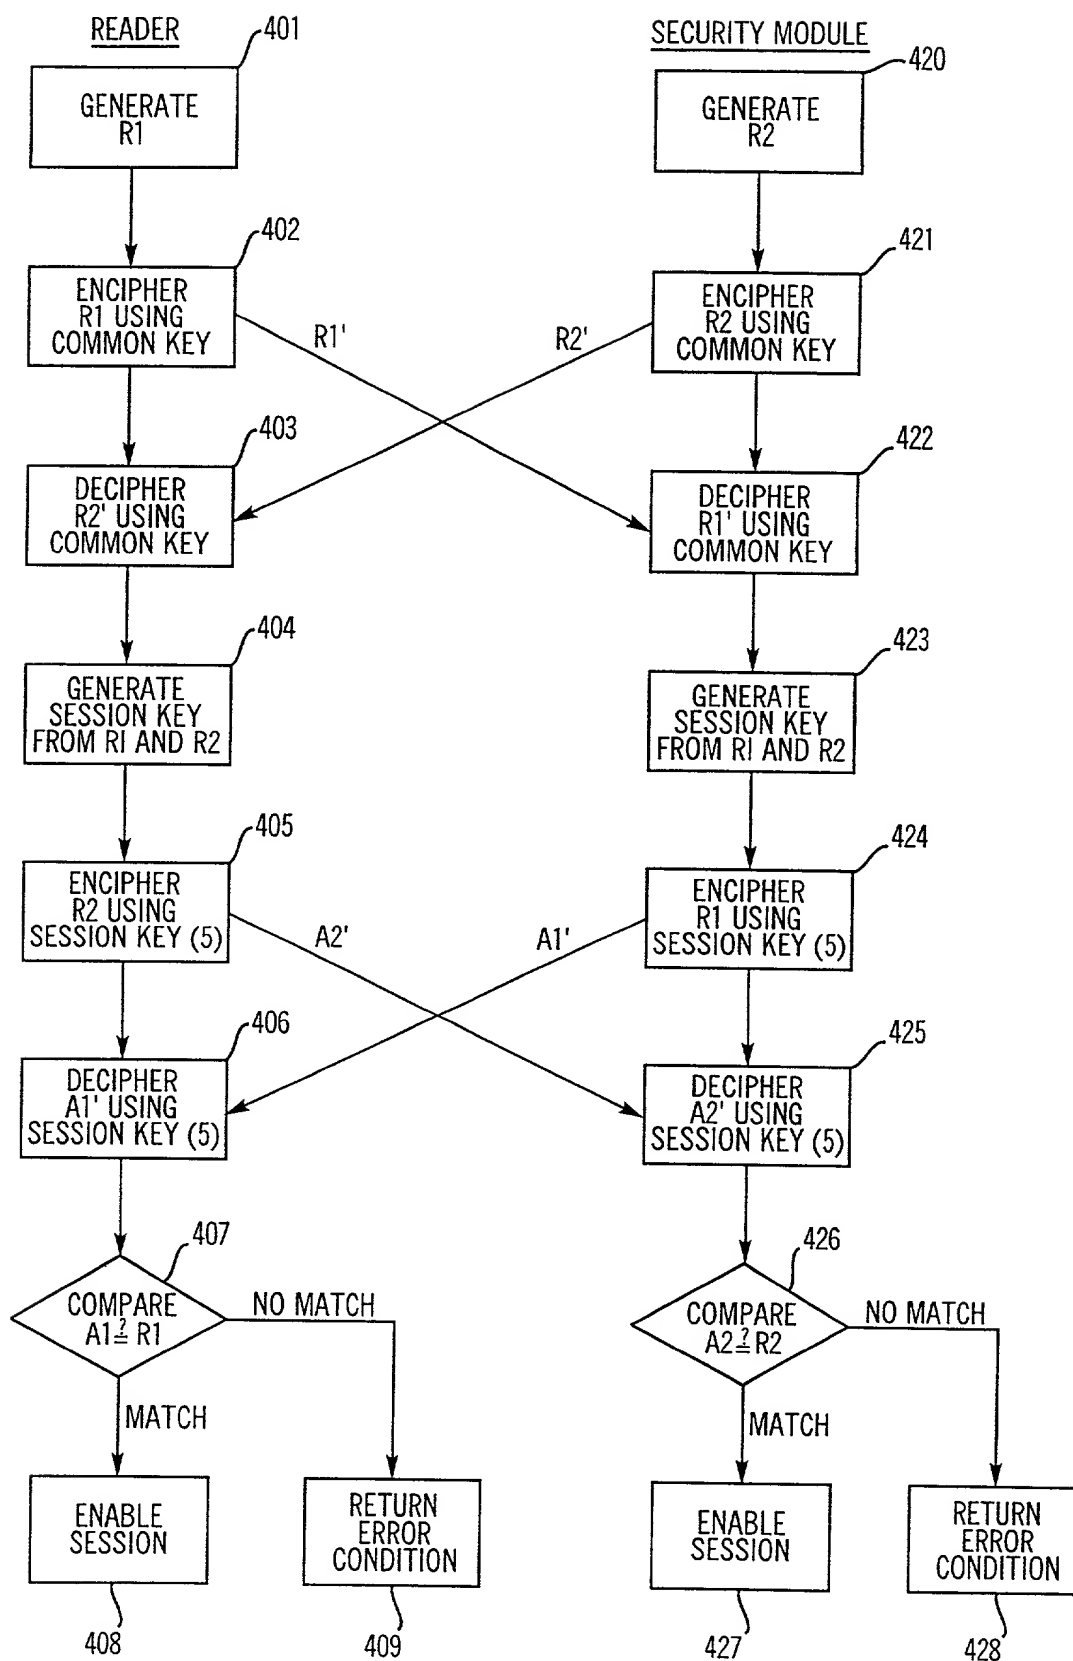 READER
401
GENERATE
R1
402
ENCIPHER
R1 USING
COMMON KEY
R1'
403
DECIPHER
R2' USING
COMMON KEY
404
GENERATE
SESSION KEY
FROM RI AND R2
405
ENCIPHER
R2 USING
SESSION KEY (5)
A2'
406
DECIPHER
A1' USING
SESSION KEY (5)
407
COMPARE
A1 ≟ R1
NO MATCH
MATCH
ENABLE
SESSION
408
RETURN
ERROR
CONDITION
409
SECURITY MODULE
420
GENERATE
R2
421
ENCIPHER
R2 USING
COMMON KEY
R2'
422
DECIPHER
R1' USING
COMMON KEY
423
GENERATE
SESSION KEY
FROM RI AND R2
424
ENCIPHER
R1 USING
SESSION KEY (5)
A1'
425
DECIPHER
A2' USING
SESSION KEY (5)
426
COMPARE
A2 ≟ R2
NO MATCH
MATCH
ENABLE
SESSION
427
RETURN
ERROR
CONDITION
428